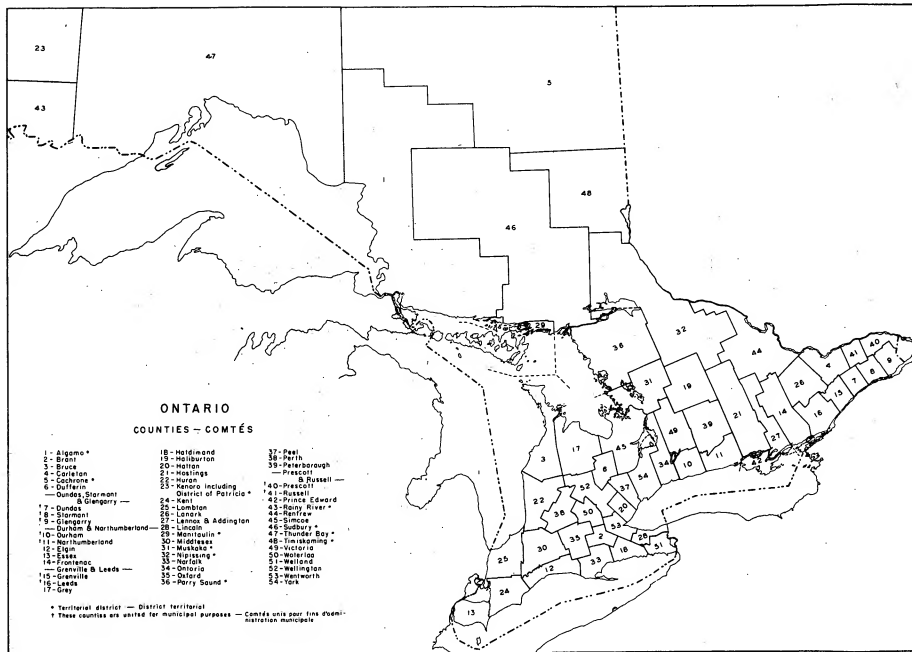 23
47
43
5
1
48
46
29
36
32
44
31
19
26
4
41
40
9
8
7
15
16
14
21
27
42
39
49
45
17
3
6
34
10
11
54
52
37
22
38
50
20
53
35
2
28
51
18
33
30
25
12
24
13
ONTARIO
COUNTIES — COMTÉS
1 - Algoma *
2 - Brant
3 - Bruce
4 - Carleton
5 - Cochrane *
6 - Dufferin
— Dundas, Stormont & Glengarry —
†7 - Dundas
†8 - Stormont
†9 - Glengarry
— Durham & Northumberland —
†10 - Durham
†11 - Northumberland
12 - Elgin
13 - Essex
14 - Frontenac
— Grenville & Leeds —
†15 - Grenville
†16 - Leeds
17 - Grey
18 - Haldimand
19 - Haliburton
20 - Halton
21 - Hastings
22 - Huron
23 - Kenora including
District of Patricia *
24 - Kent
25 - Lambton
26 - Lanark
27 - Lennox & Addington
28 - Lincoln
29 - Manitoulin *
30 - Middlesex
31 - Muskoka *
32 - Nipissing *
33 - Norfolk
34 - Ontario
35 - Oxford
36 - Parry Sound *
37 - Peel
38 - Perth
39 - Peterborough
— Prescott
& Russell —
†40 - Prescott
†41 - Russell
42 - Prince Edward
43 - Rainy River *
44 - Renfrew
45 - Simcoe
46 - Sudbury *
47 - Thunder Bay *
48 - Timiskaming *
49 - Victoria
50 - Waterloo
51 - Welland
52 - Wellington
53 - Wentworth
54 - York
* Territorial district — District territorial
† These counties are united for municipal purposes — Comtés unis pour fins d'admi-
nistration municipale